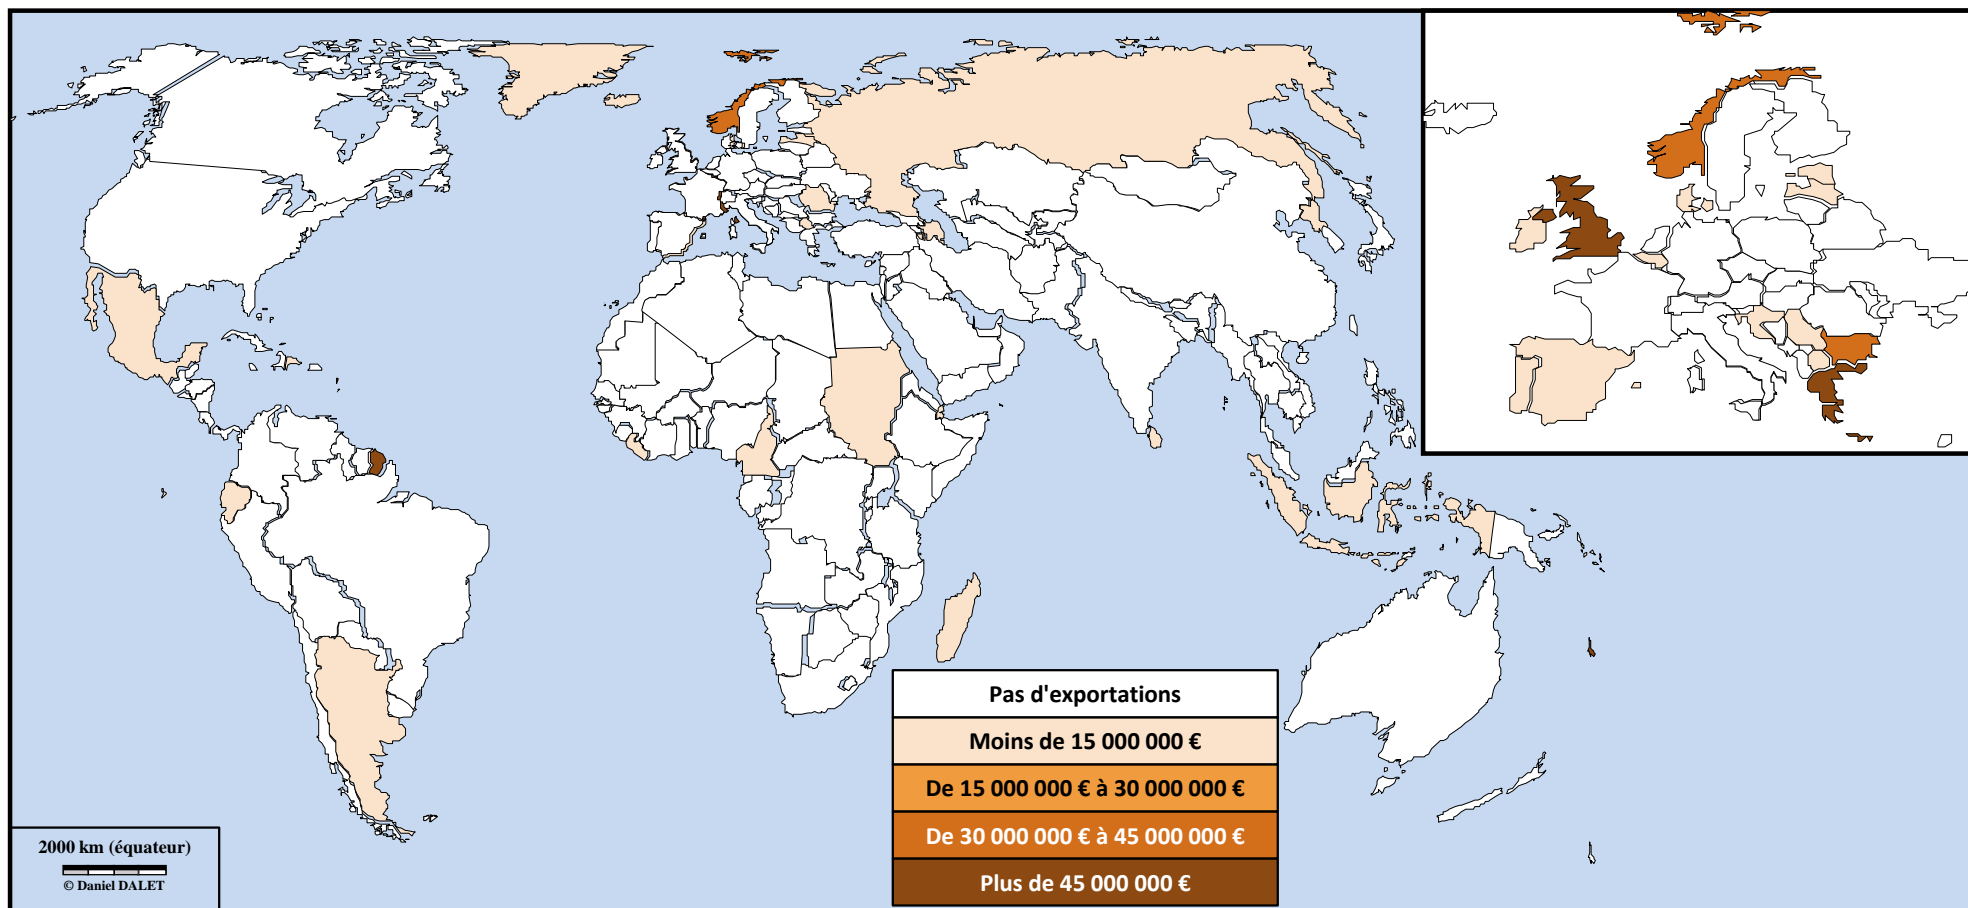 Pas d'exportations
Moins de 15 000 000 €
De 15 000 000 € à 30 000 000 €
De 30 000 000 € à 45 000 000 €
Plus de 45 000 000 €
2000 km (équateur)
© Daniel DALET